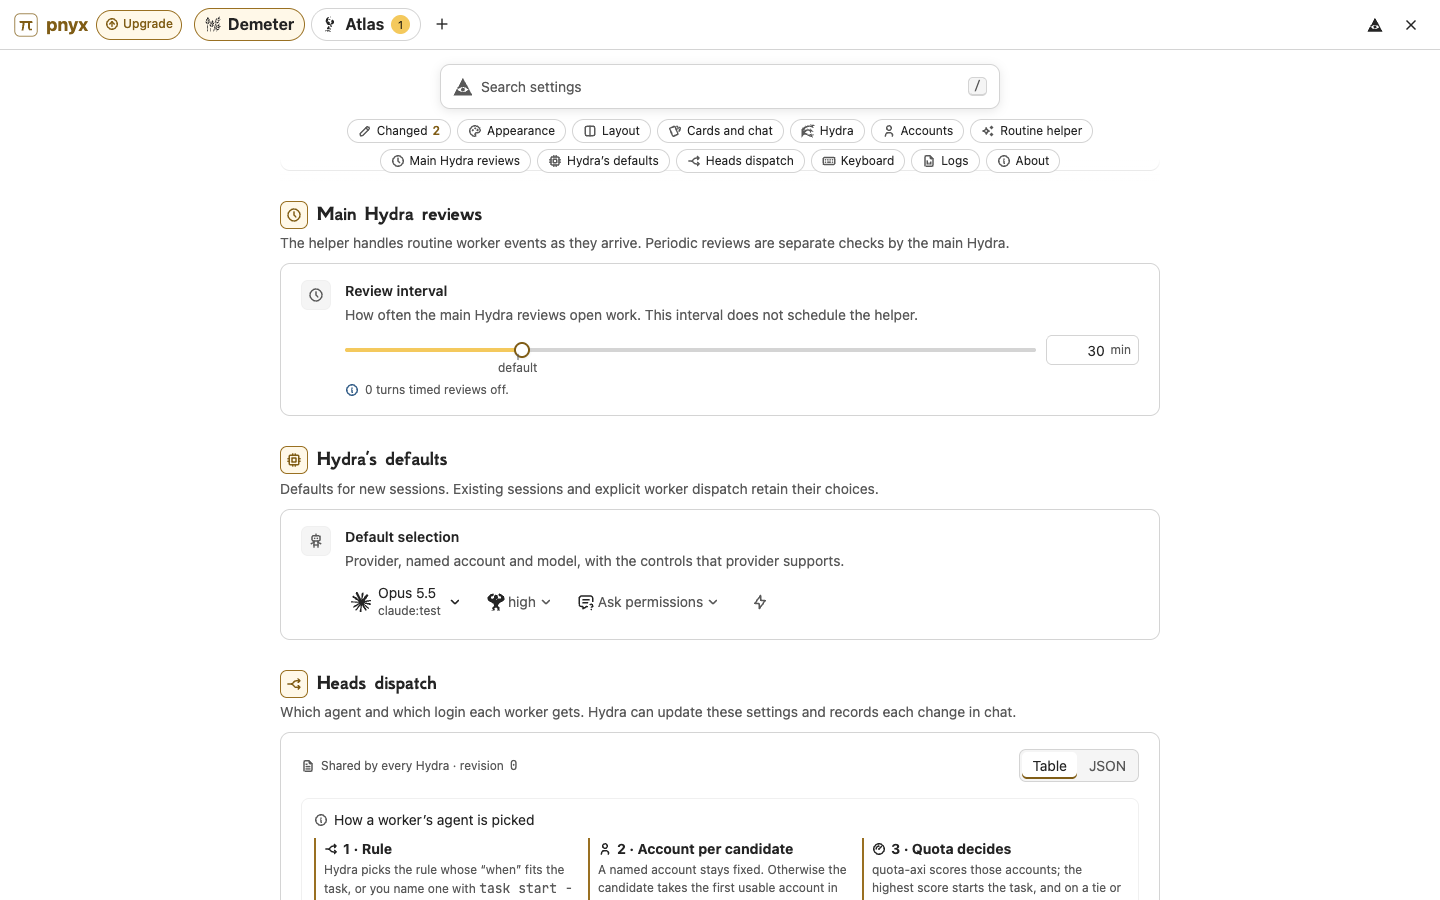 pnyx
Upgrade
Demeter
Atlas 1
Search settings /
Changed 2
Appearance
Layout
Cards and chat
Hydra
Accounts
Routine helper
Main Hydra reviews
Hydra's defaults
Heads dispatch
Keyboard
Logs
About
Main Hydra reviews
The helper handles routine worker events as they arrive. Periodic reviews are separate checks by the main Hydra.
Review interval
How often the main Hydra reviews open work. This interval does not schedule the helper.
30 min
default
0 turns timed reviews off.
Hydra's defaults
Defaults for new sessions. Existing sessions and explicit worker dispatch retain their choices.
Default selection
Provider, named account and model, with the controls that provider supports.
Opus 5.5
claude:test
high
Ask permissions
Heads dispatch
Which agent and which login each worker gets. Hydra can update these settings and records each change in chat.
Shared by every Hydra · revision 0
Table
JSON
How a worker's agent is picked
1 · Rule
Hydra picks the rule whose “when” fits the
task, or you name one with task start -
2 · Account per candidate
A named account stays fixed. Otherwise the
candidate takes the first usable account in
3 · Quota decides
quota-axi scores those accounts; the
highest score starts the task, and on a tie or